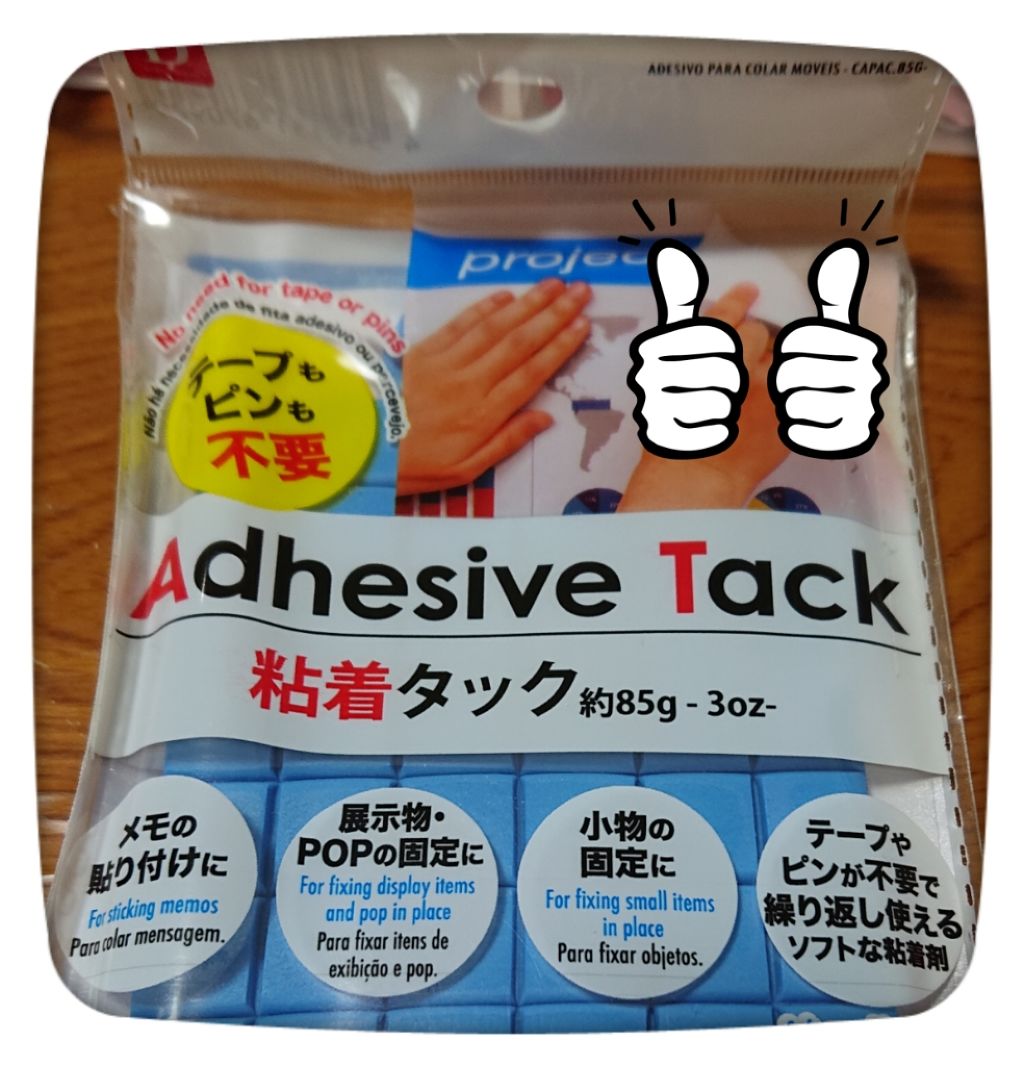 ADESIVO PARA COLAR MOVEIS - CAPAC.85G-
projec
No need for tape or pins
Não há necessidade de fita adesivo ou percevejo.
テープも
ピンも
不要
Adhesive Tack
粘着タック約85g - 3oz-
メモの
貼り付けに
For sticking memos
Para colar mensagem.
展示物・
POPの固定に
For fixing display items
and pop in place
Para fixar itens de
exibição e pop.
小物の
固定に
For fixing small items
in place
Para fixar objetos.
テープや
ピンが不要で
繰り返し使える
ソフトな粘着剤